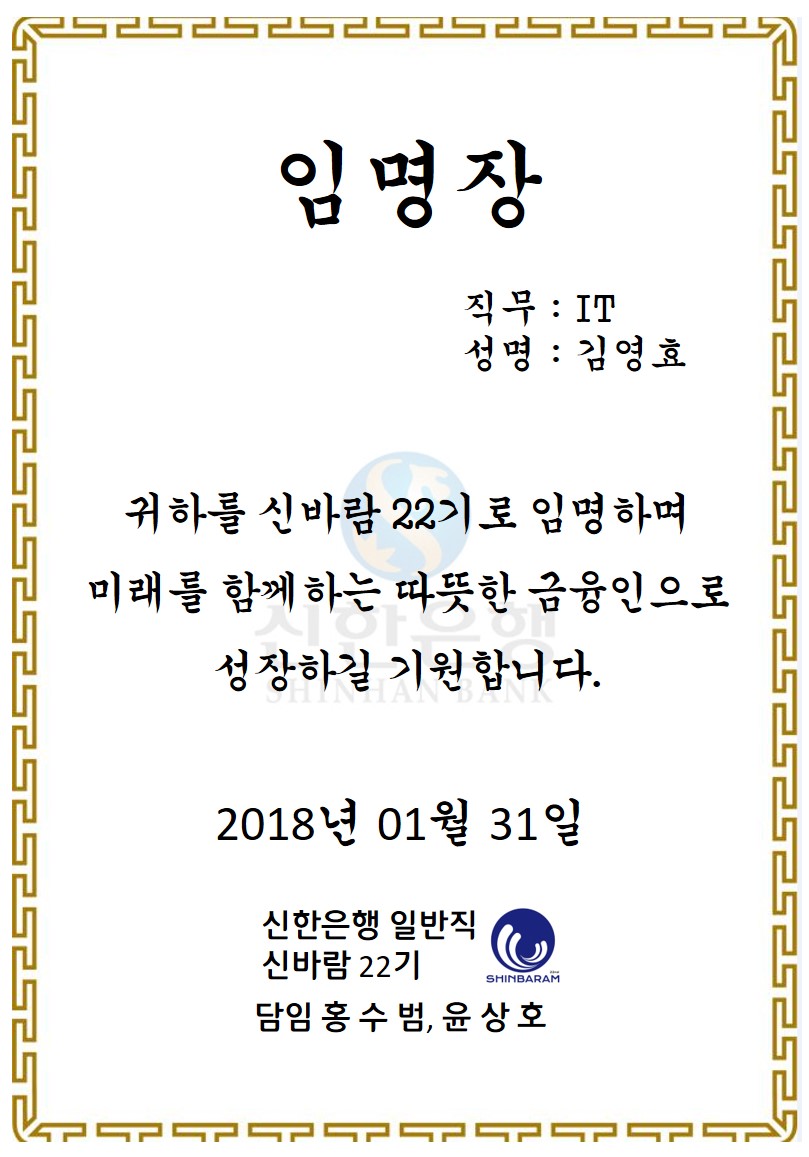 임명장
직무 : IT
성명 : 김영효
귀하를 신바람 22기로 임명하며
미래를 함께하는 따뜻한 금융인으로
신한은행
성장하길 기원합니다.
SHINHAN BANK
2018년 01월 31일
신한은행 일반직
신바람 22기
SHINBARAM
담임 홍 수 범, 윤 상 호